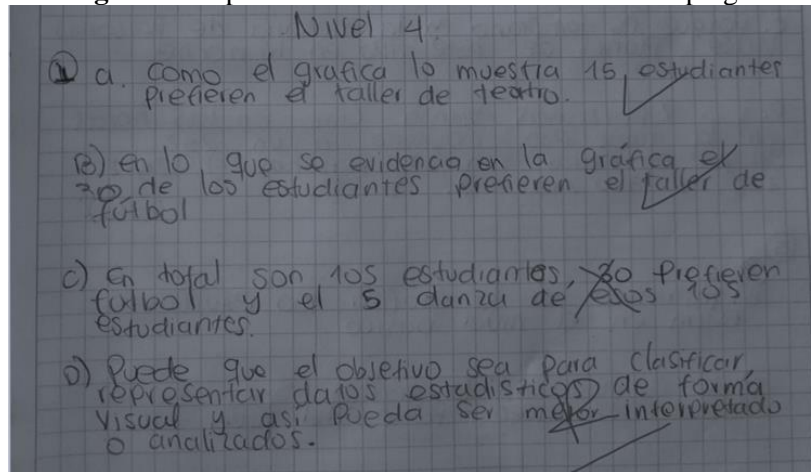 Nivel 4
① a. como el grafica lo muestra 15 estudiantes
prefieren el taller de teatro.
B) en lo que se evidencia en la gráfica el
30 de los estudiantes prefieren el taller de
futbol
c) En total son 105 estudiantes, 30 prefieren
futbol y el 5 danza de esos 105
estudiantes.
D) Puede que el objetivo sea para clasificar,
representar datos estadisticos de forma
visual y asi pueda ser mejor interpretado
o analizados.